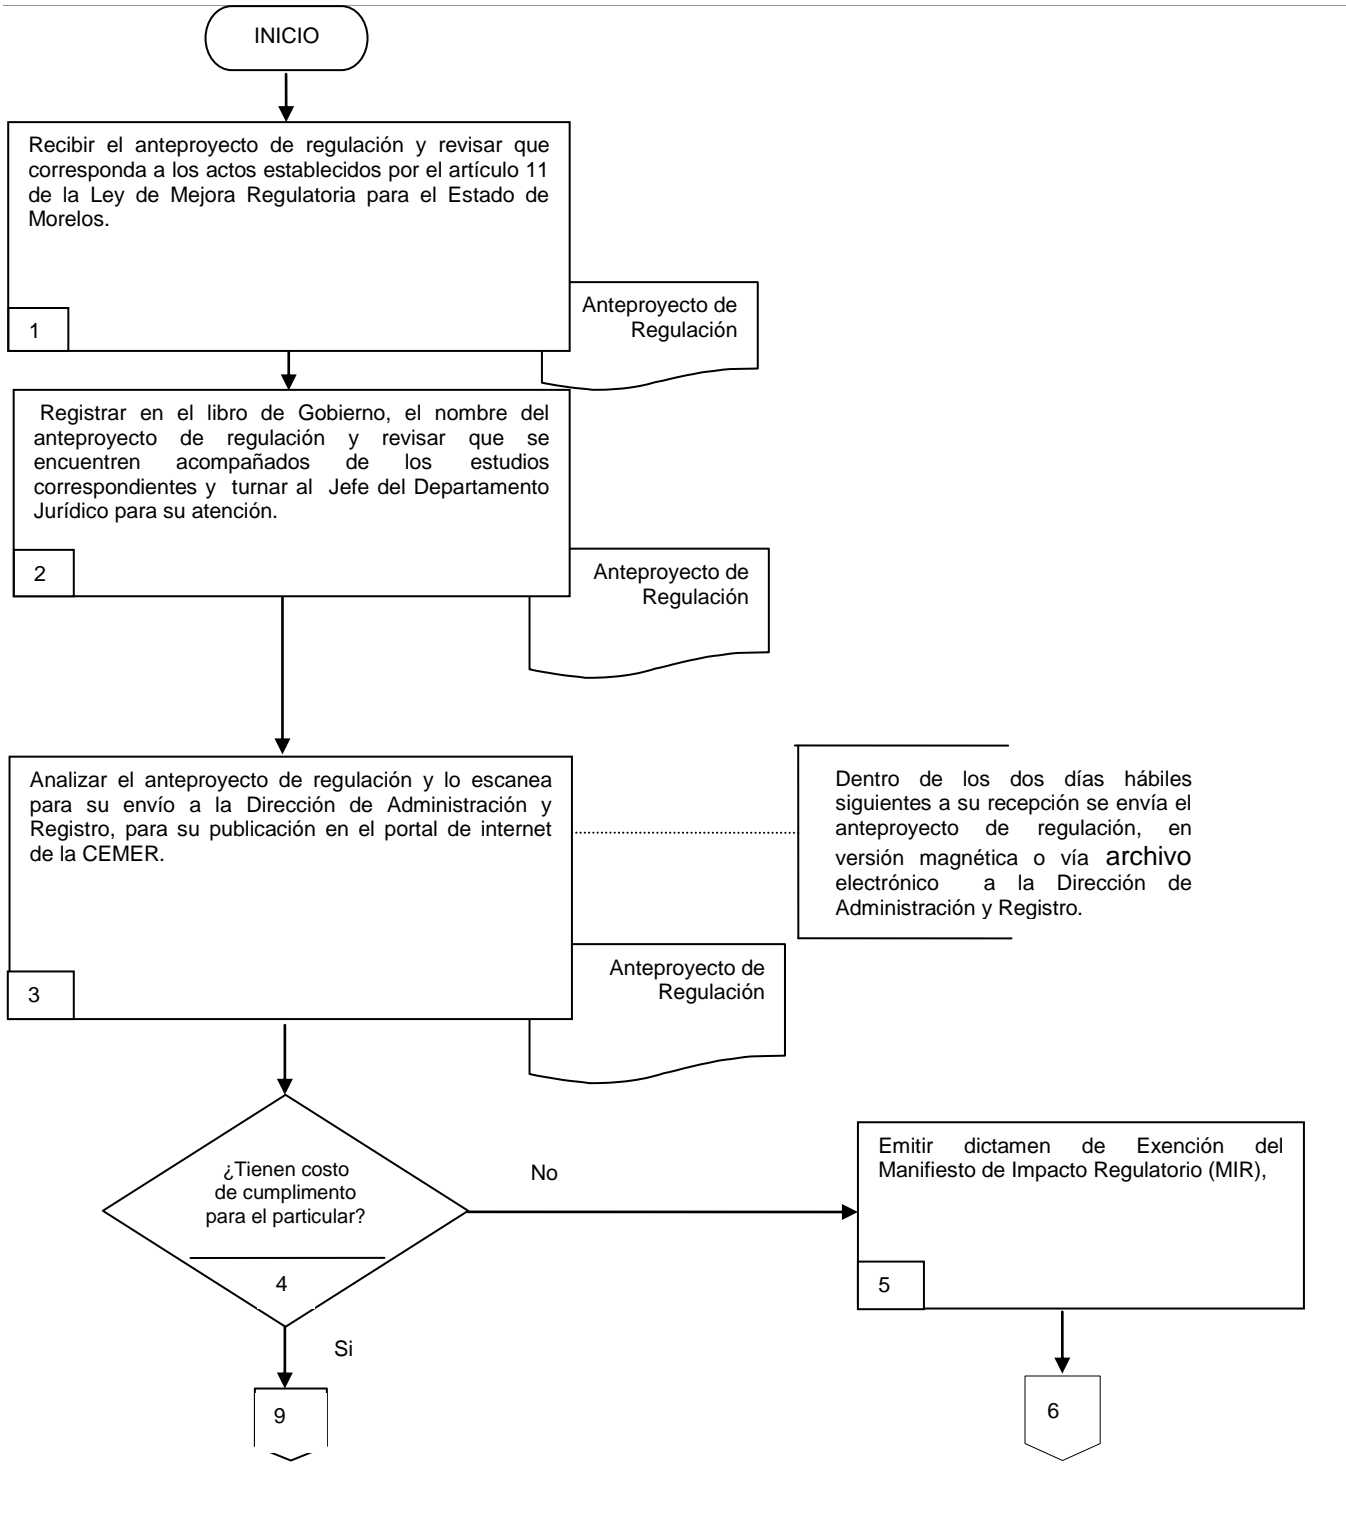 INICIO
Recibir el anteproyecto de regulación y revisar que
corresponda a los actos establecidos por el artículo 11
de la Ley de Mejora Regulatoria para el Estado de
Morelos.
1
Anteproyecto de
Regulación
Registrar en el libro de Gobierno, el nombre del
anteproyecto de regulación y revisar que se
encuentren acompañados de los estudios
correspondientes y turnar al Jefe del Departamento
Jurídico para su atención.
2
Anteproyecto de
Regulación
Analizar el anteproyecto de regulación y lo escanea
para su envío a la Dirección de Administración y
Registro, para su publicación en el portal de internet
de la CEMER.
3
Dentro de los dos días hábiles
siguientes a su recepción se envía el
anteproyecto de regulación, en
versión magnética o vía archivo
electrónico a la Dirección de
Administración y Registro.
Anteproyecto de
Regulación
¿Tienen costo
de cumplimento
para el particular?
4
No
Emitir dictamen de Exención del
Manifiesto de Impacto Regulatorio (MIR),
5
Si
9
6